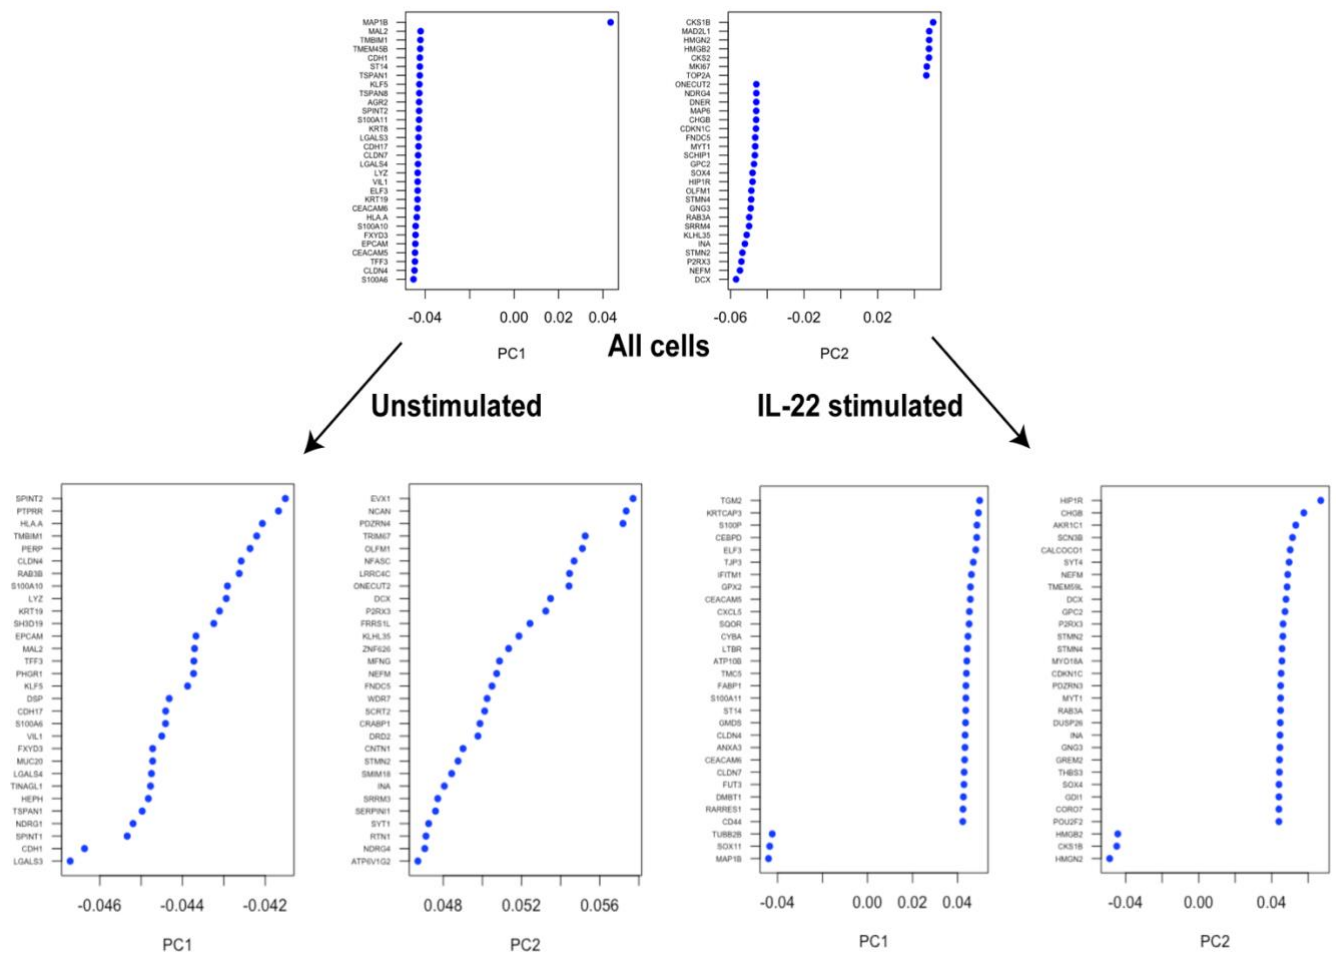 MAP1B
MAL2
TMBIM1
TMEM45B
CDH1
ST14
TSPAN1
KLF5
TSPAN8
AGR2
SPINT2
S100A11
KRT8
LGALS3
CDH17
CLDN7
LGALS4
LYZ
VIL1
ELF3
KRT19
CEACAM6
HLA.A
S100A10
FXYD3
EPCAM
CEACAM5
TFF3
CLDN4
S100A6
-0.04 0.00 0.02 0.04
PC1
CKS1B
MAD2L1
HMGN2
HMGB2
CKS2
MKI67
TOP2A
ONECUT2
NDRG4
DNER
MAP6
CHGB
CDKN1C
FNDC5
MYT1
SCHIP1
GPC2
SOX4
HIP1R
OLFM1
STMN4
GNG3
RAB3A
SRRM4
KLHL35
INA
STMN2
P2RX3
NEFM
DCX
-0.06 -0.02 0.02
PC2
All cells
Unstimulated
IL-22 stimulated
SPINT2
PTPRR
HLA.A
TMBIM1
PERP
CLDN4
RAB3B
S100A10
LYZ
KRT19
SH3D19
EPCAM
MAL2
TFF3
PHGR1
KLF5
DSP
CDH17
S100A6
VIL1
FXYD3
MUC20
LGALS4
TINAGL1
HEPH
TSPAN1
NDRG1
SPINT1
CDH1
LGALS3
-0.046 -0.044 -0.042
PC1
EVX1
NCAN
PDZRN4
TRIM67
OLFM1
NFASC
LRRC4C
ONECUT2
DCX
P2RX3
FRRS1L
KLHL35
ZNF626
MFNG
NEFM
FNDC5
WDR7
SCRT2
CRABP1
DRD2
CNTN1
STMN2
SMIM18
INA
SRRM3
SERPINI1
SYT1
RTN1
NDRG4
ATP6V1G2
0.048 0.052 0.056
PC2
TGM2
KRTCAP3
S100P
CEBPD
ELF3
TJP3
IFITM1
GPX2
CEACAM5
CXCL5
SQOR
CYBA
LTBR
ATP10B
TMC5
FABP1
S100A11
ST14
GMDS
CLDN4
ANXA3
CEACAM6
CLDN7
FUT3
DMBT1
RARRES1
CD44
TUBB2B
SOX11
MAP1B
-0.04 0.00 0.02 0.04
PC1
HIP1R
CHGB
AKR1C1
SCN3B
CALCOCO1
SYT4
NEFM
TMEM59L
DCX
GPC2
P2RX3
STMN2
STMN4
MYO18A
CDKN1C
PDZRN3
MYT1
RAB3A
DUSP26
INA
GNG3
GREM2
THBS3
SOX4
GDI1
CORO7
POU2F2
HMGB2
CKS1B
HMGN2
-0.04 0.00 0.04
PC2